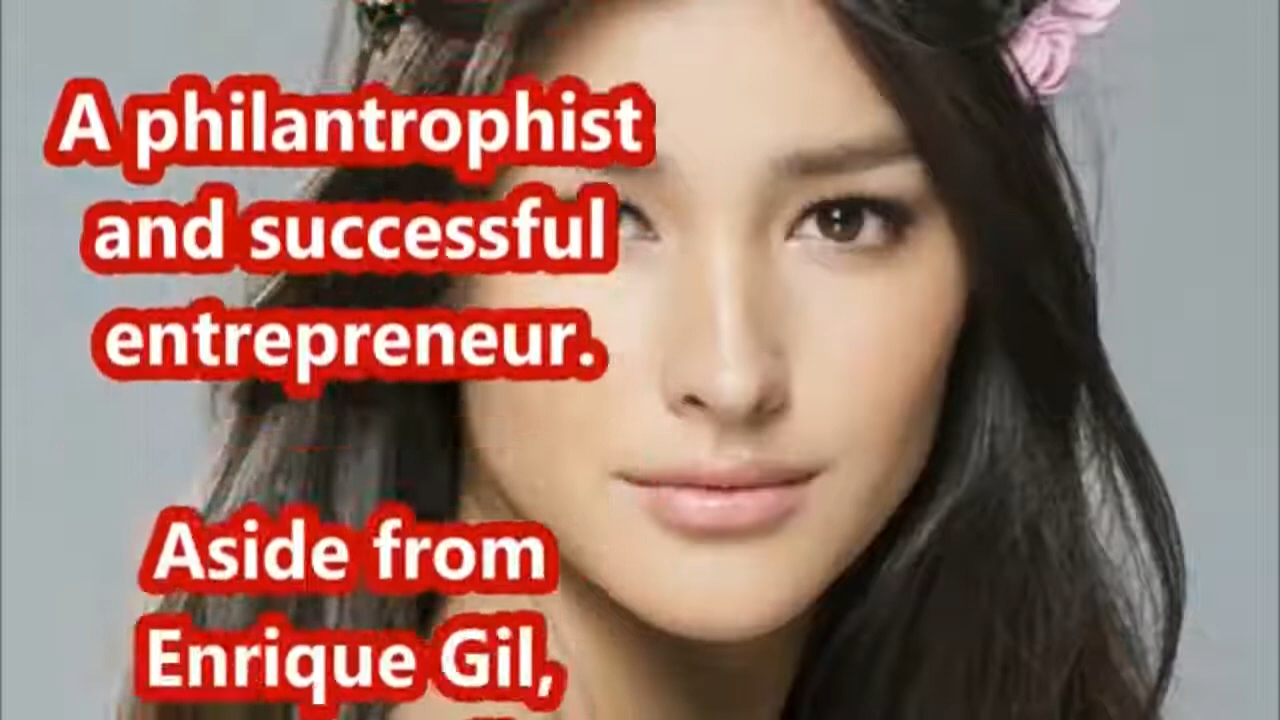 A philantrophist
and successful
entrepreneur.
Aside from
Enrique Gil,